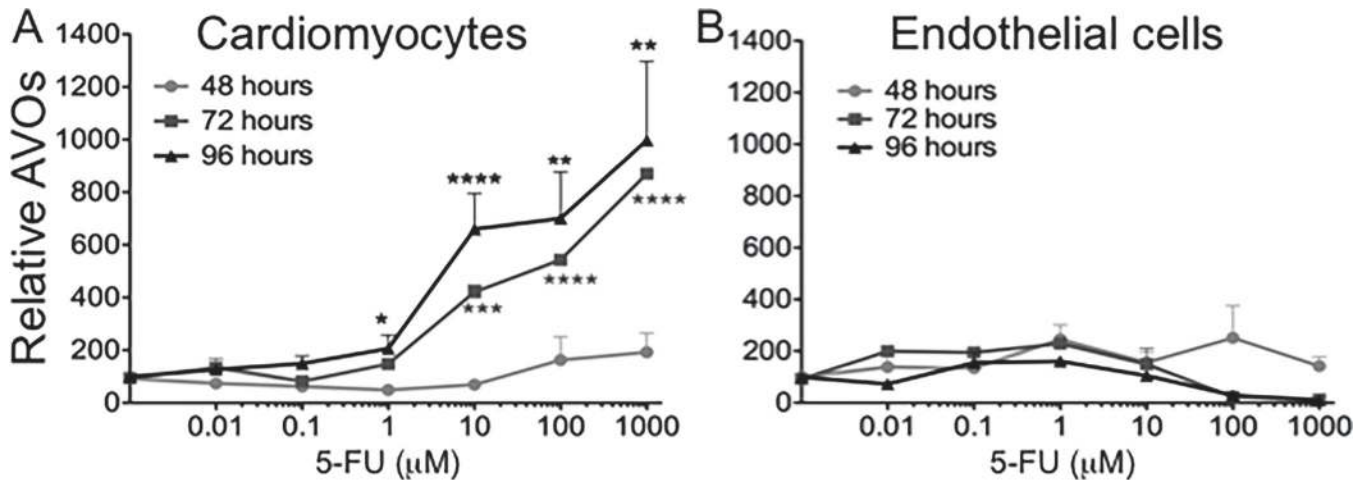 A Cardiomyocytes
Relative AVOs
1400
1200
1000
800
600
400
200
0
48 hours
72 hours
96 hours
★
★★★★
★★
★★
★★★
★★★★
★★★★
0.01 0.1 1 10 100 1000
5-FU (μM)
B Endothelial cells
1400
1200
1000
800
600
400
200
0
48 hours
72 hours
96 hours
0.01 0.1 1 10 100 1000
5-FU (μM)